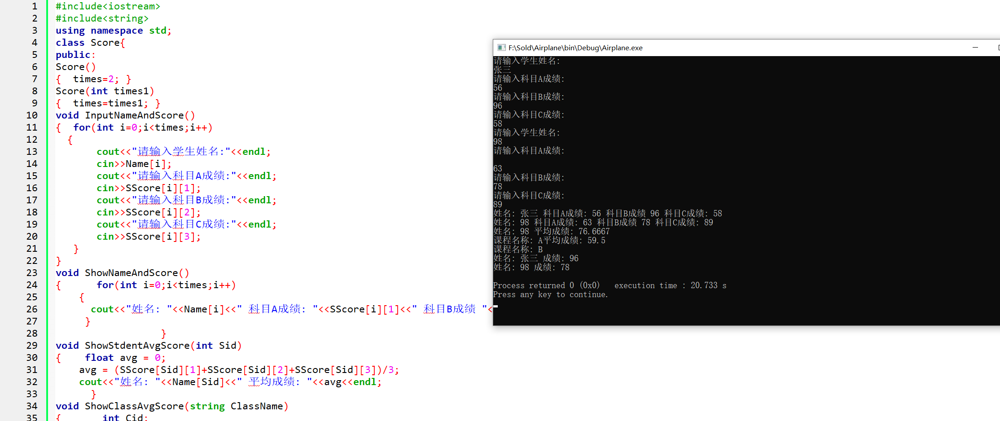 1 #include<iostream>
2 #include<string>
3 using namespace std;
4 class Score{
5 public:
6 Score()
7 {  times=2; }
8 Score(int times1)
9 {  times=times1; }
10 void InputNameAndScore()
11 {  for(int i=0;i<times;i++)
12 {
13 cout<<"请输入学生姓名:"<<endl;
14 cin>>Name[i];
15 cout<<"请输入科目A成绩:"<<endl;
16 cin>>SScore[i][1];
17 cout<<"请输入科目B成绩:"<<endl;
18 cin>>SScore[i][2];
19 cout<<"请输入科目C成绩:"<<endl;
20 cin>>SScore[i][3];
21 }
22 }
23 void ShowNameAndScore()
24 {      for(int i=0;i<times;i++)
25 {
26 cout<<"姓名: "<<Name[i]<<" 科目A成绩: "<<SScore[i][1]<<" 科目B成绩 "<
27 }
28 }
29 void ShowStdentAvgScore(int Sid)
30 {    float avg = 0;
31 avg = (SScore[Sid][1]+SScore[Sid][2]+SScore[Sid][3])/3;
32 cout<<"姓名: "<<Name[Sid]<<" 平均成绩: "<<avg<<endl;
33 }
34 void ShowClassAvgScore(string ClassName)
35 {       int Cid;
F:\Sold\Airplane\bin\Debug\Airplane.exe
请输入学生姓名:
张三
请输入科目A成绩:
56
请输入科目B成绩:
96
请输入科目C成绩:
58
请输入学生姓名:
98
请输入科目A成绩:
63
请输入科目B成绩:
78
请输入科目C成绩:
89
姓名: 张三 科目A成绩: 56 科目B成绩 96 科目C成绩: 58
姓名: 98 科目A成绩: 63 科目B成绩 78 科目C成绩: 89
姓名: 98 平均成绩: 76.6667
课程名称: A平均成绩: 59.5
课程名称: B
姓名: 张三 成绩: 96
姓名: 98 成绩: 78
Process returned 0 (0x0)   execution time : 20.733 s
Press any key to continue.